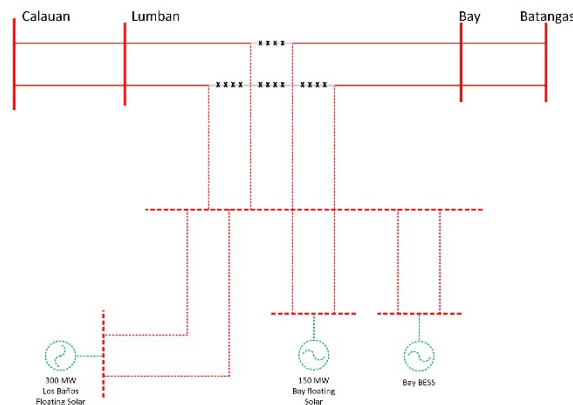 Calauan
Lumban
Bay
Batangas
x x x x
x x x x
x x x x
x x x x
300 MW
Los Baños
Floating Solar
150 MW
Bay floating
Solar
Bay BESS